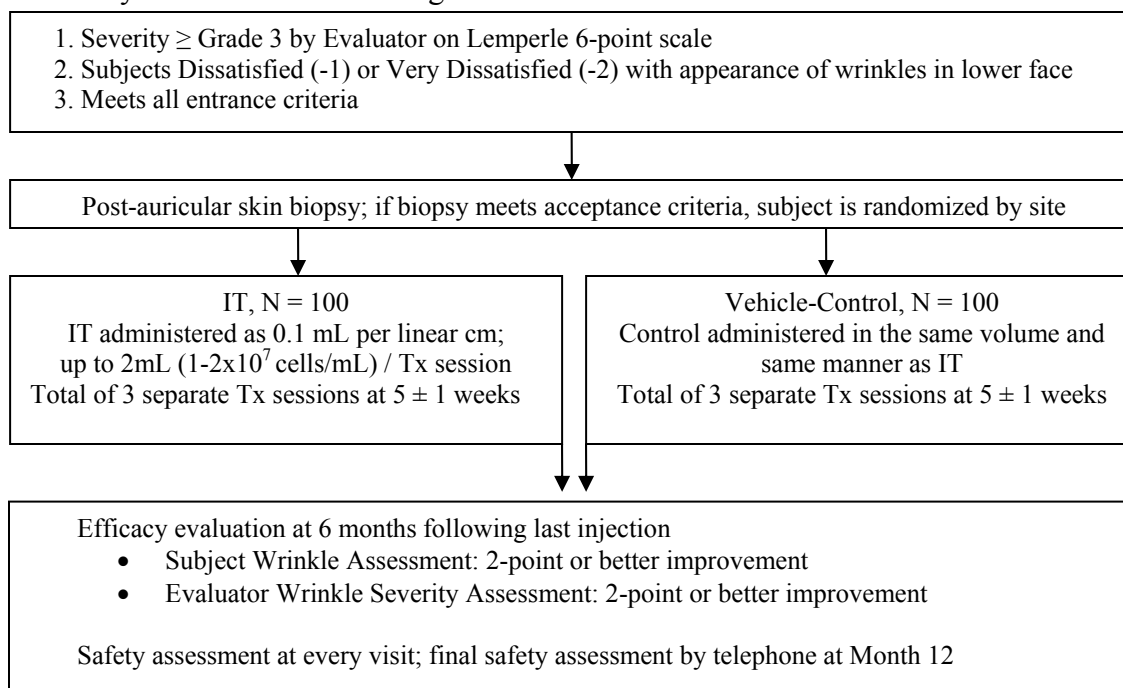 1. Severity ≥ Grade 3 by Evaluator on Lemperle 6-point scale
2. Subjects Dissatisfied (-1) or Very Dissatisfied (-2) with appearance of wrinkles in lower face
3. Meets all entrance criteria
Post-auricular skin biopsy; if biopsy meets acceptance criteria, subject is randomized by site
IT, N = 100
IT administered as 0.1 mL per linear cm;
up to 2mL (1-2x10⁷ cells/mL) / Tx session
Total of 3 separate Tx sessions at 5 ± 1 weeks
Vehicle-Control, N = 100
Control administered in the same volume and
same manner as IT
Total of 3 separate Tx sessions at 5 ± 1 weeks
Efficacy evaluation at 6 months following last injection
• Subject Wrinkle Assessment: 2-point or better improvement
• Evaluator Wrinkle Severity Assessment: 2-point or better improvement
Safety assessment at every visit; final safety assessment by telephone at Month 12